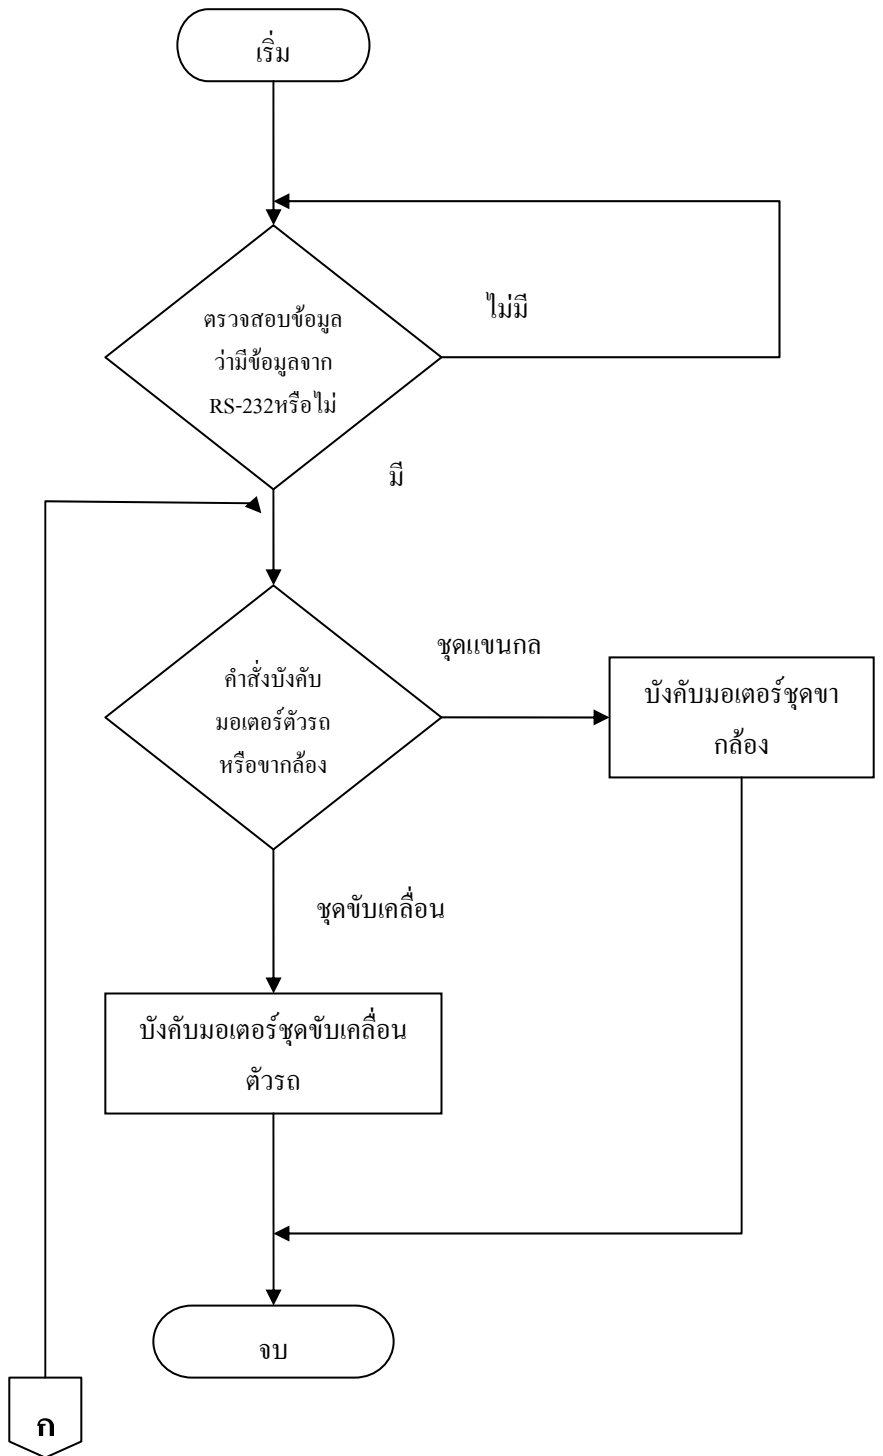 เริ่ม
ไม่มี
ตรวจสอบข้อมูล
ว่ามีข้อมูลจาก
RS-232หรือไม่
มี
ชุดแขนกล
คำสั่งบังคับ
มอเตอร์ตัวรถ
หรือขากล้อง
บังคับมอเตอร์ชุดขา
กล้อง
ชุดขับเคลื่อน
บังคับมอเตอร์ชุดขับเคลื่อน
ตัวรถ
จบ
ก